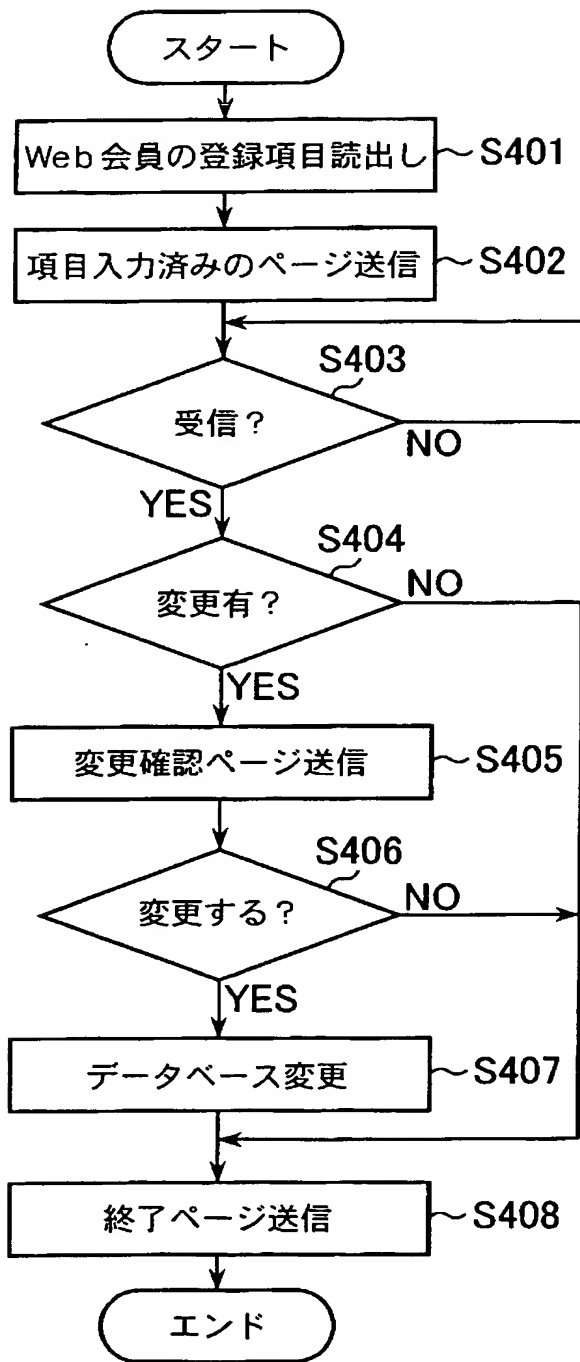 スタート
Web会員の登録項目読出し ~S401
項目入力済みのページ送信 ~S402
S403
受信?
NO
YES
S404
変更有?
NO
YES
変更確認ページ送信 ~S405
S406
変更する?
NO
YES
データベース変更 ~S407
終了ページ送信 ~S408
エンド